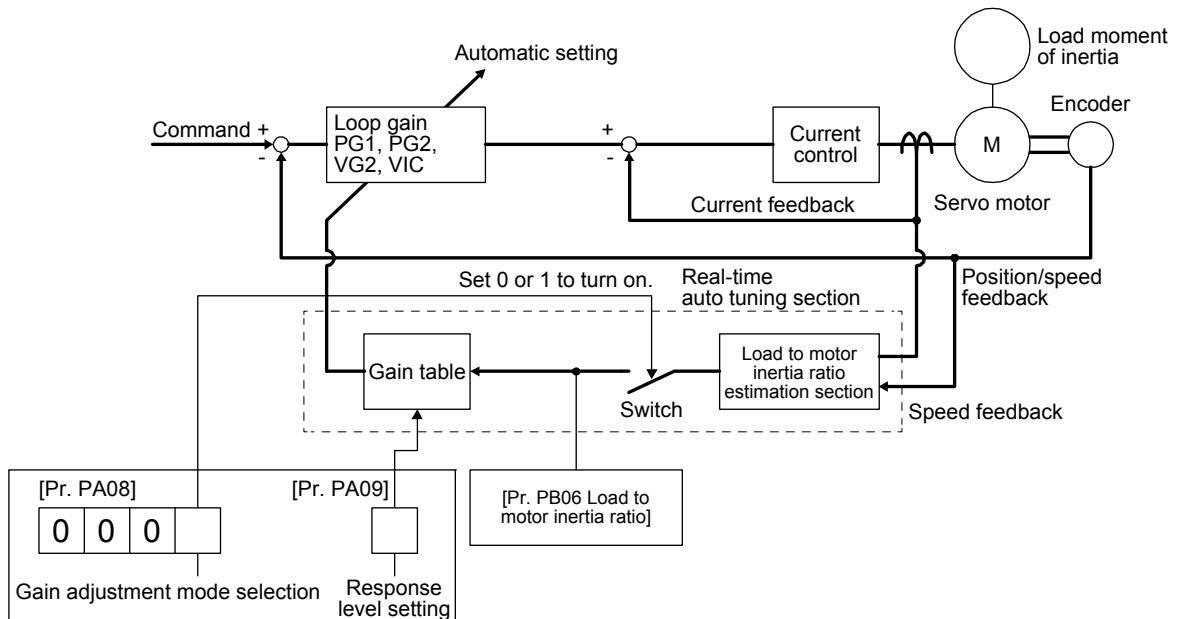 Automatic setting
Load moment
of inertia
Encoder
Command
+
-
Loop gain
PG1, PG2,
VG2, VIC
+
-
Current
control
M
Current feedback
Servo motor
Set 0 or 1 to turn on.
Real-time
auto tuning section
Position/speed
feedback
Gain table
Switch
Load to motor
inertia ratio
estimation section
Speed feedback
[Pr. PA08]
[Pr. PA09]
[Pr. PB06 Load to
motor inertia ratio]
0 0 0
Gain adjustment mode selection
Response
level setting